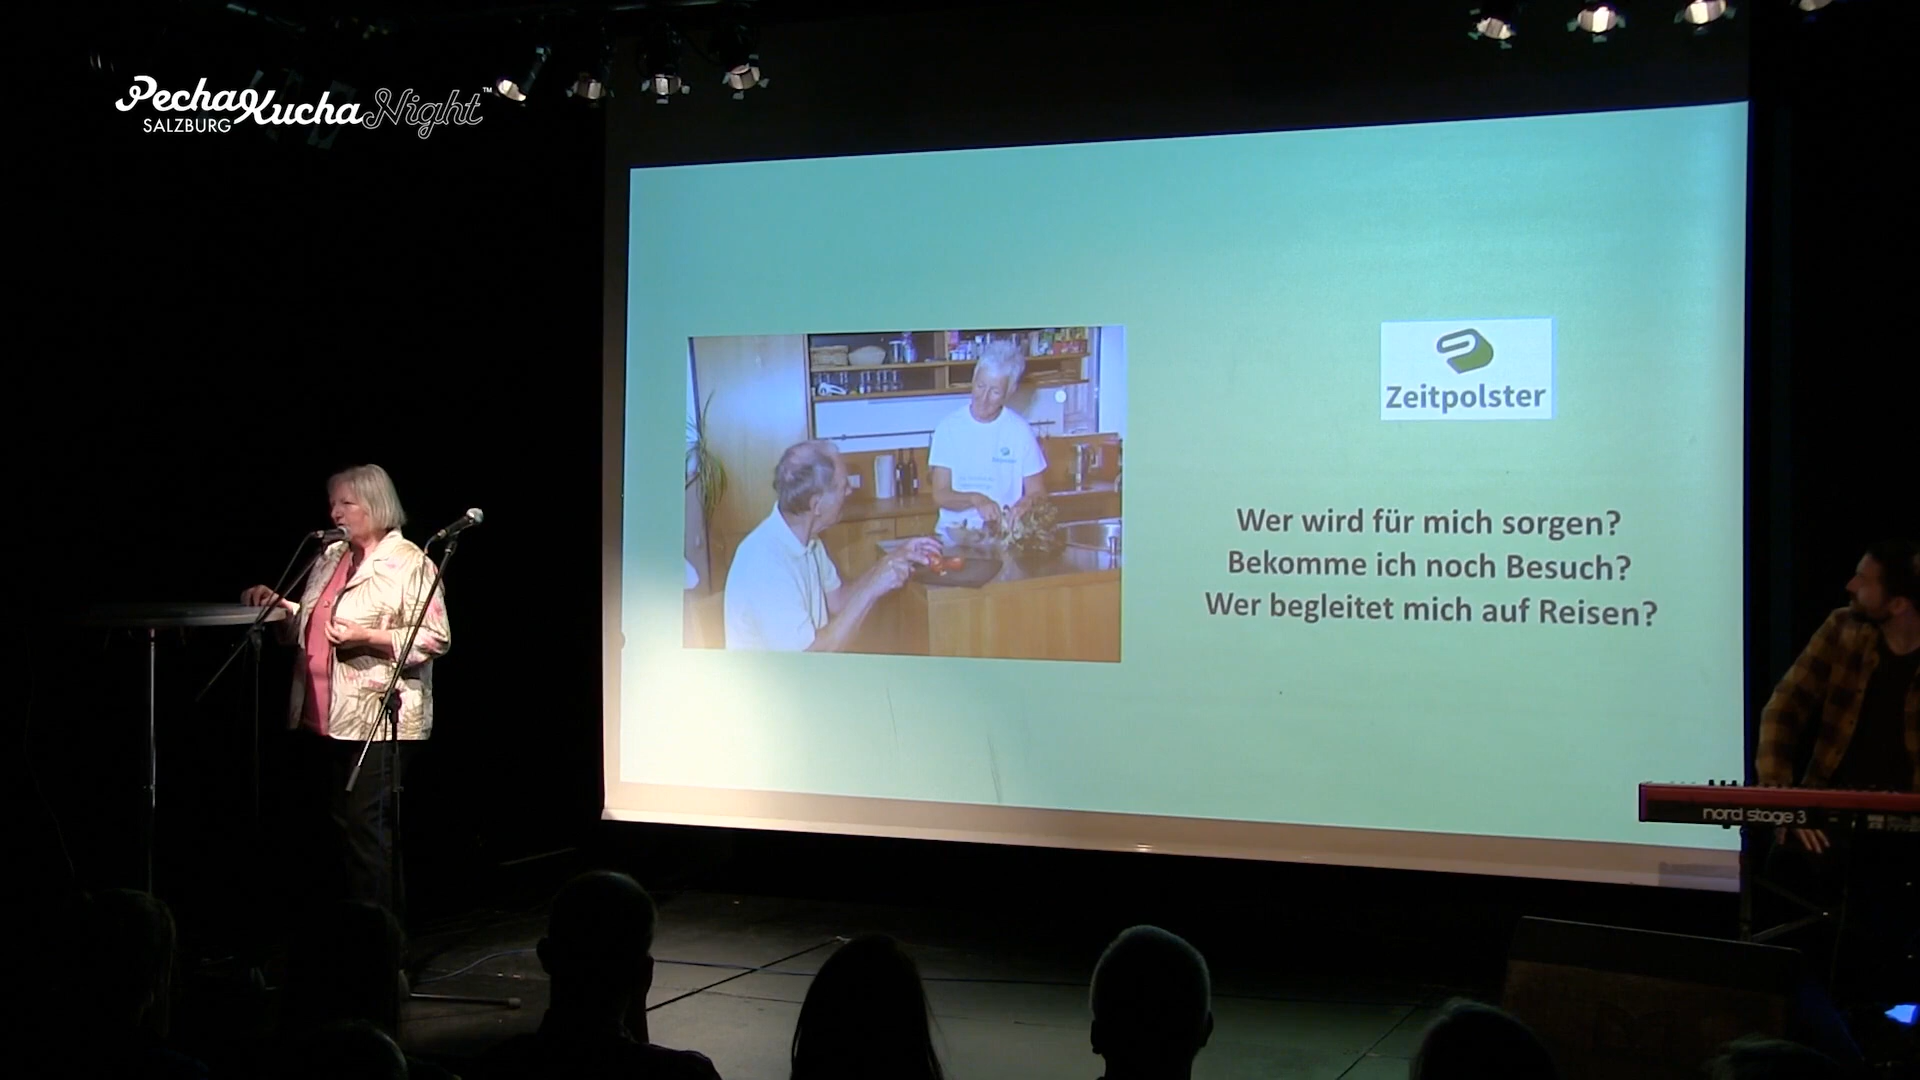 PechaKuchaNight™
SALZBURG
Zeitpolster
Wer wird für mich sorgen?
Bekomme ich noch Besuch?
Wer begleitet mich auf Reisen?
nord stage 3